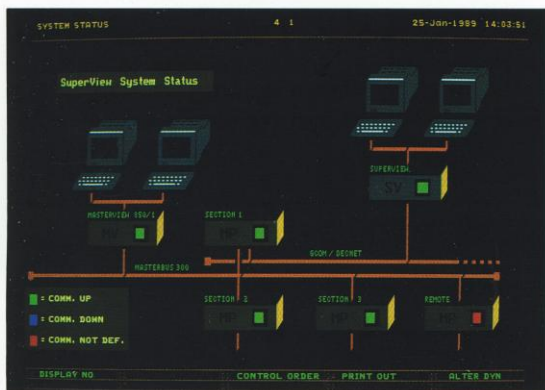 SYSTEM STATUS 4 1 25-Jan-1989 14:03:51
SuperView System Status
SUPERVIEW
SV
MASTERVIEW 850/1 SECTION 1
MV MP
GCOM / DECNET
MASTERBUS 300
SECTION 2 SECTION 3 REMOTE
MP MP MP
= COMM. UP
= COMM. DOWN
= COMM. NOT DEF.
DISPLAY NO CONTROL ORDER PRINT OUT ALTER DYN